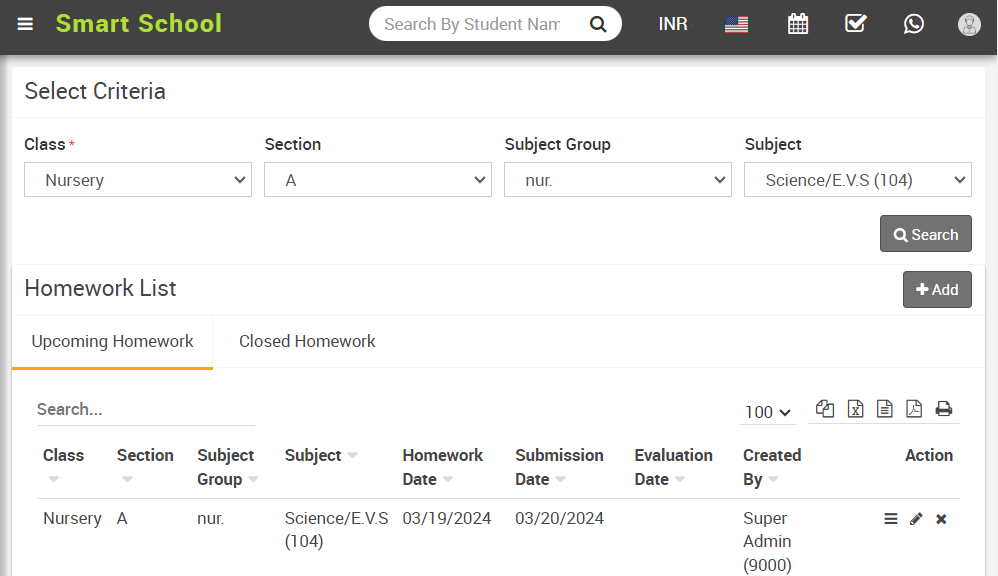 Smart School
Search By Student Nam
INR
Select Criteria
Class *
Section
Subject Group
Subject
Nursery
A
nur.
Science/E.V.S (104)
Search
Homework List
Add
Upcoming Homework
Closed Homework
Search...
100
Class
Section
Subject
Group
Subject
Homework
Date
Submission
Date
Evaluation
Date
Created
By
Action
Nursery
A
nur.
Science/E.V.S
(104)
03/19/2024
03/20/2024
Super
Admin
(9000)